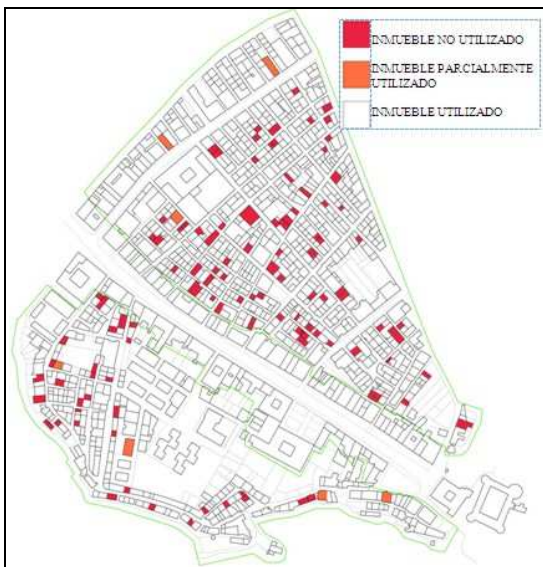 INMUEBLE NO UTILIZADO
INMUEBLE PARCIALMENTE
UTILIZADO
INMUEBLE UTILIZADO